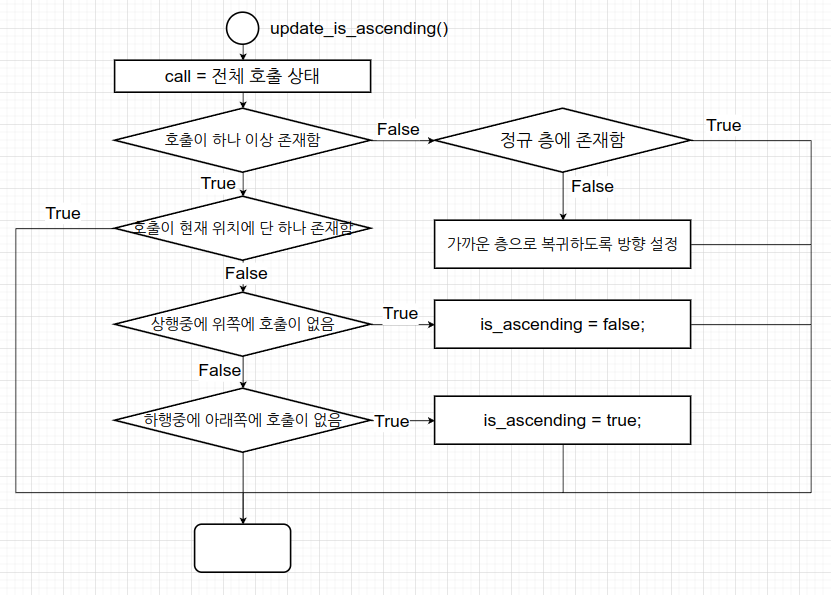 update_is_ascending()
call = 전체 호출 상태
호출이 하나 이상 존재함
False
정규 층에 존재함
True
True
False
True
호출이 현재 위치에 단 하나 존재함
가까운 층으로 복귀하도록 방향 설정
False
상행중에 위쪽에 호출이 없음
True
is_ascending = false;
False
하행중에 아래쪽에 호출이 없음
True
is_ascending = true;